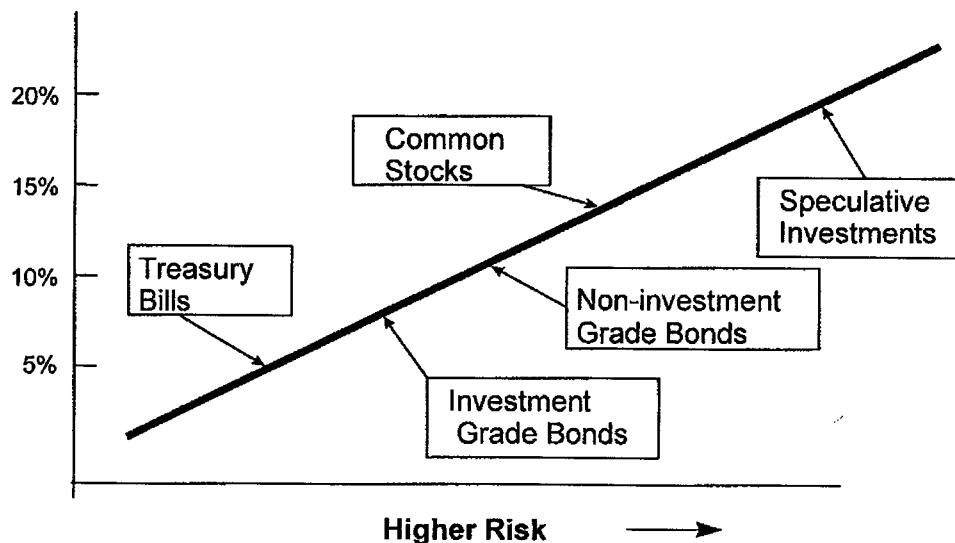 20%
15%
10%
5%
Common
Stocks
Speculative
Investments
Treasury
Bills
Non-investment
Grade Bonds
Investment
Grade Bonds
Higher Risk